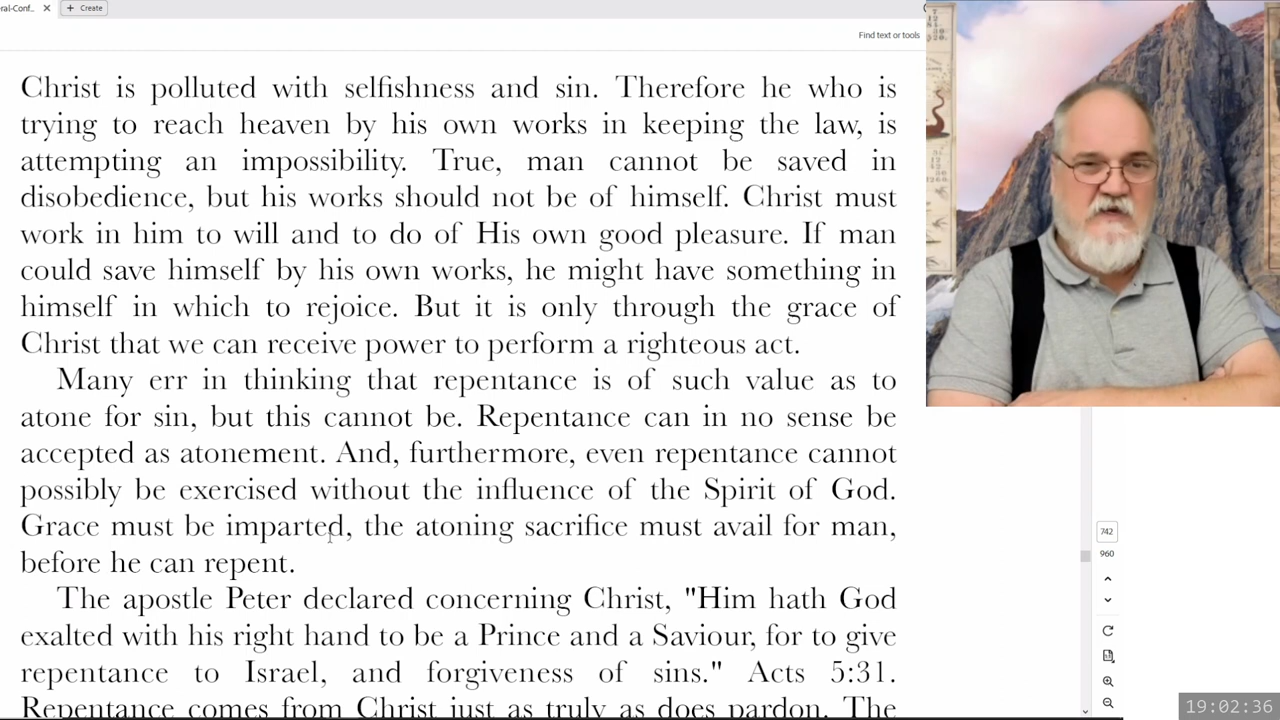 ral-Conf..
Create
Find text or tools
Christ is polluted with selfishness and sin. Therefore he who is
trying to reach heaven by his own works in keeping the law, is
attempting an impossibility. True, man cannot be saved in
disobedience, but his works should not be of himself. Christ must
work in him to will and to do of His own good pleasure. If man
could save himself by his own works, he might have something in
himself in which to rejoice. But it is only through the grace of
Christ that we can receive power to perform a righteous act.
Many err in thinking that repentance is of such value as to
atone for sin, but this cannot be. Repentance can in no sense be
accepted as atonement. And, furthermore, even repentance cannot
possibly be exercised without the influence of the Spirit of God.
Grace must be imparted, the atoning sacrifice must avail for man,
before he can repent.
The apostle Peter declared concerning Christ, "Him hath God
exalted with his right hand to be a Prince and a Saviour, for to give
repentance to Israel, and forgiveness of sins." Acts 5:31.
Repentance comes from Christ just as truly as does pardon. The
742
960
19:02:36